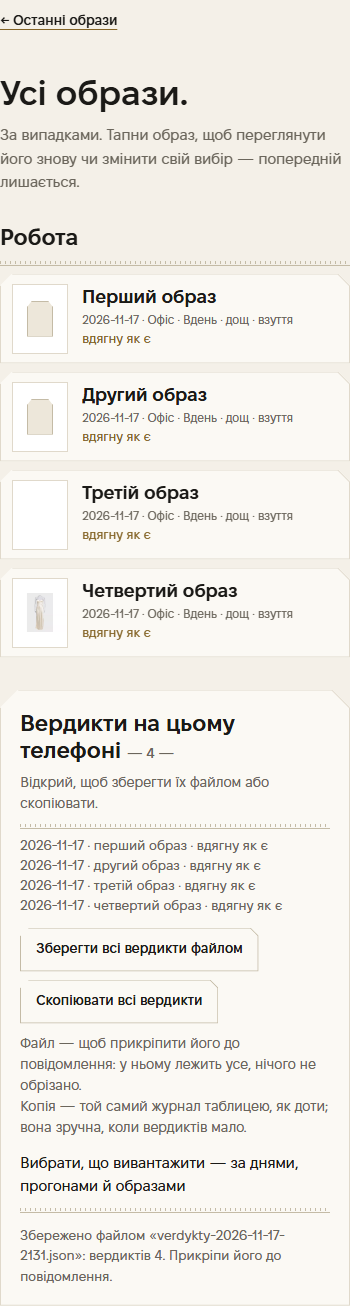 ← Останні образи
Усі образи.
За випадками. Тапни образ, щоб переглянути
його знову чи змінити свій вибір — попередній
лишається.
Робота
Перший образ
2026-11-17 · Офіс · Вдень · дощ · взуття
вдягну як є
Другий образ
2026-11-17 · Офіс · Вдень · дощ · взуття
вдягну як є
Третій образ
2026-11-17 · Офіс · Вдень · дощ · взуття
вдягну як є
Четвертий образ
2026-11-17 · Офіс · Вдень · дощ · взуття
вдягну як є
Вердикти на цьому
телефоні — 4 —
Відкрий, щоб зберегти їх файлом або
скопіювати.
2026-11-17 · перший образ · вдягну як є
2026-11-17 · другий образ · вдягну як є
2026-11-17 · третій образ · вдягну як є
2026-11-17 · четвертий образ · вдягну як є
Зберегти всі вердикти файлом
Скопіювати всі вердикти
Файл — щоб прикріпити його до
повідомлення: у ньому лежить усе, нічого не
обрізано.
Копія — той самий журнал таблицею, як доти;
вона зручна, коли вердиктів мало.
Вибрати, що вивантажити — за днями,
прогонами й образами
Збережено файлом «verdykty-2026-11-17-
2131.json»: вердиктів 4. Прикріпи його до
повідомлення.